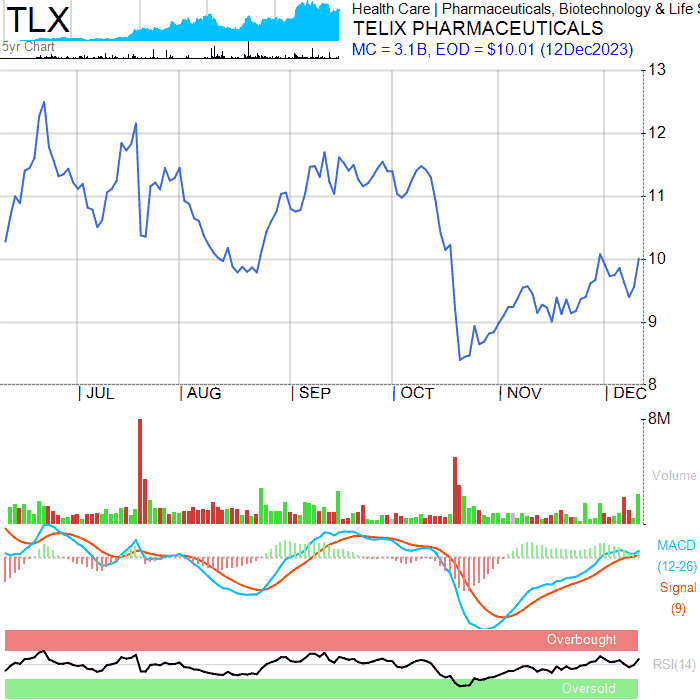 TLX
5yr Chart
Health Care | Pharmaceuticals, Biotechnology & Life S
TELIX PHARMACEUTICALS
MC = 3.1B, EOD = $10.01 (12Dec2023)
13
12
11
10
9
8
| JUL | AUG | SEP | OCT | NOV | DEC
8M
Volume
MACD
(12-26)
Signal
(9)
Overbought
RSI(14)
Oversold